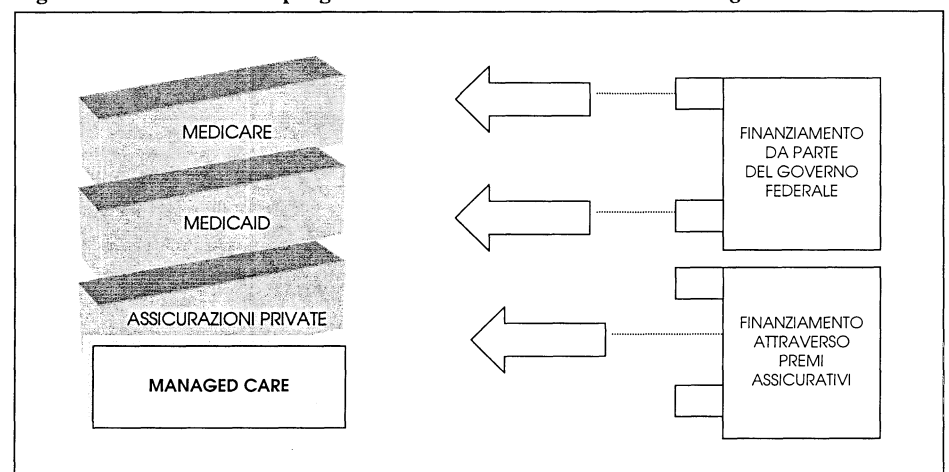 MEDICARE
MEDICAID
ASSICURAZIONI PRIVATE
MANAGED CARE
FINANZIAMENTO
DA PARTE
DEL GOVERNO
FEDERALE
FINANZIAMENTO
ATTRAVERSO
PREMI
ASSICURATIVI